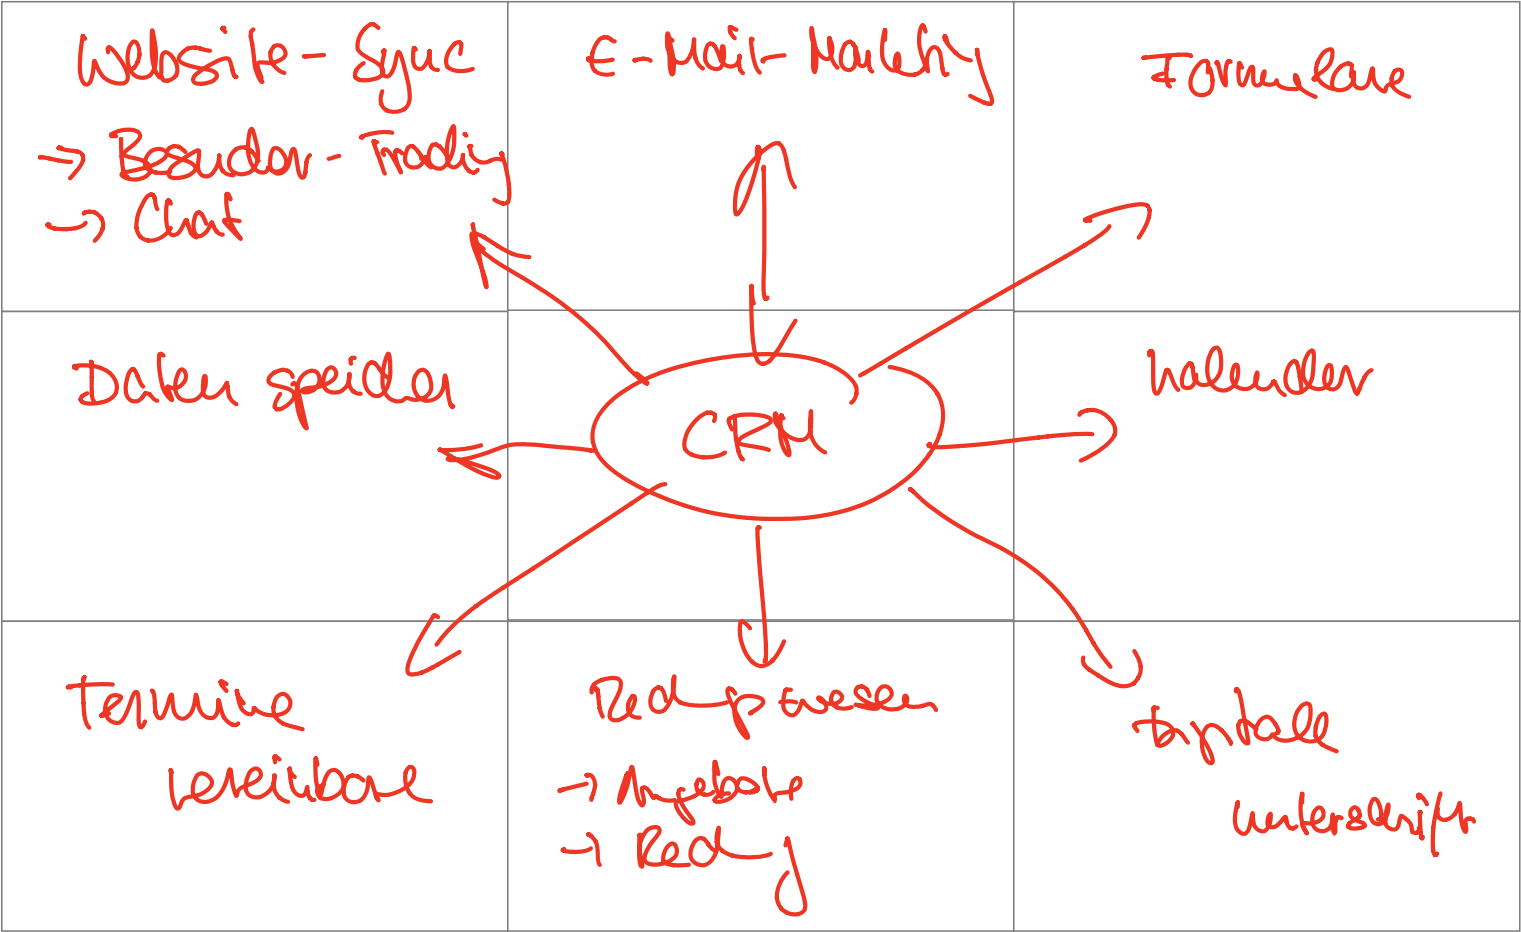 Website-Sync
→ Besucher-Tracking
→ Chat
E-Mail-Marketing
Formulare
Daten speichern
CRM
Kalender
Termine
vereinbaren
Rechnungswesen
→ Angebote
→ Rechnung
Digitale
Unterschrift